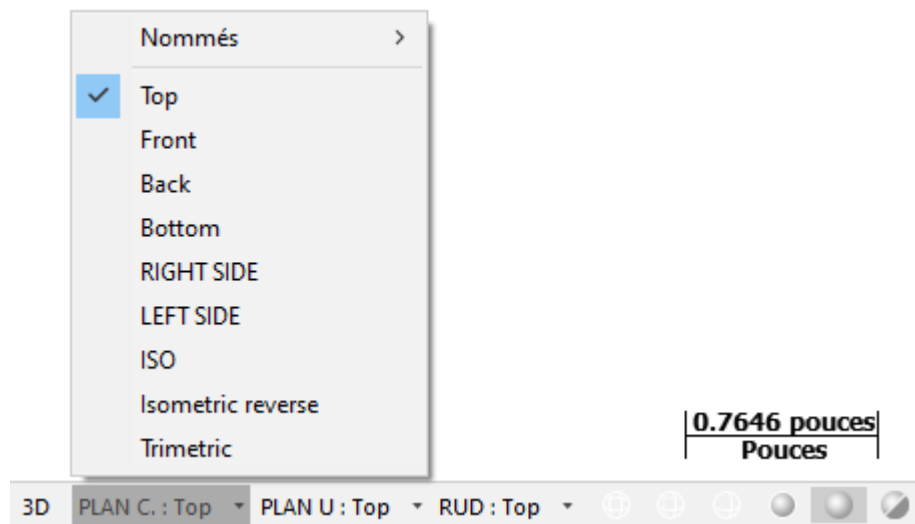 Nommés
Top
Front
Back
Bottom
RIGHT SIDE
LEFT SIDE
ISO
Isometric reverse
Trimetric
0.7646 pouces
Pouces
3D PLAN C. : Top PLAN U : Top RUD : Top